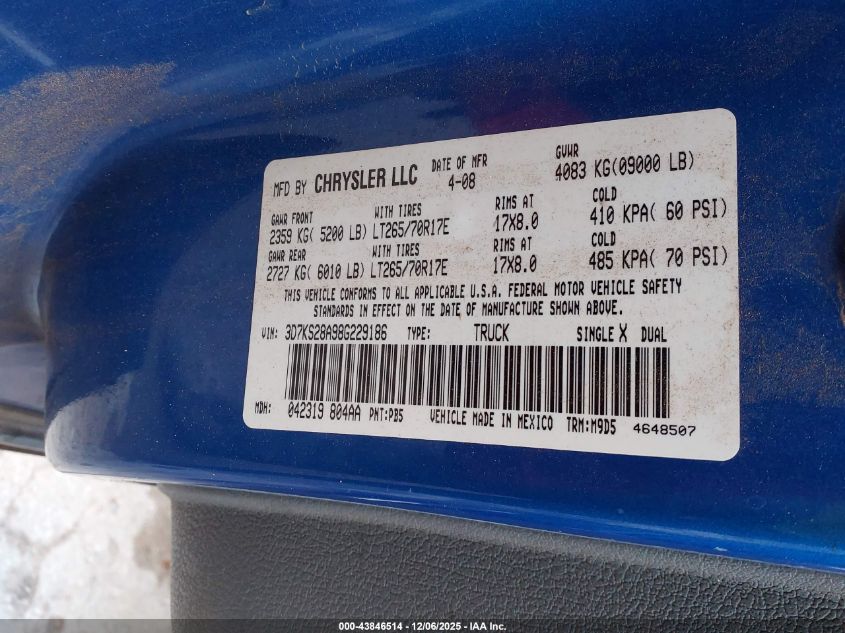 MFD BY CHRYSLER LLC DATE OF MFR 4-08 GVWR 4083 KG(09000 LB)
GAWR FRONT WITH TIRES RIMS AT COLD
2359 KG( 5200 LB) LT265/70R17E 17X8.0 410 KPA( 60 PSI)
GAWR REAR WITH TIRES RIMS AT COLD
2727 KG( 6010 LB) LT265/70R17E 17X8.0 485 KPA( 70 PSI)
THIS VEHICLE CONFORMS TO ALL APPLICABLE U.S.A. FEDERAL MOTOR VEHICLE SAFETY
STANDARDS IN EFFECT ON THE DATE OF MANUFACTURE SHOWN ABOVE.
VIN: 3D7KS28A98G229186 TYPE: TRUCK SINGLE X DUAL
MDH: 042319 804AA PNT:PB5 VEHICLE MADE IN MEXICO TRM:M9D5 4648507
000-43846514 - 12/06/2025 - IAA Inc.